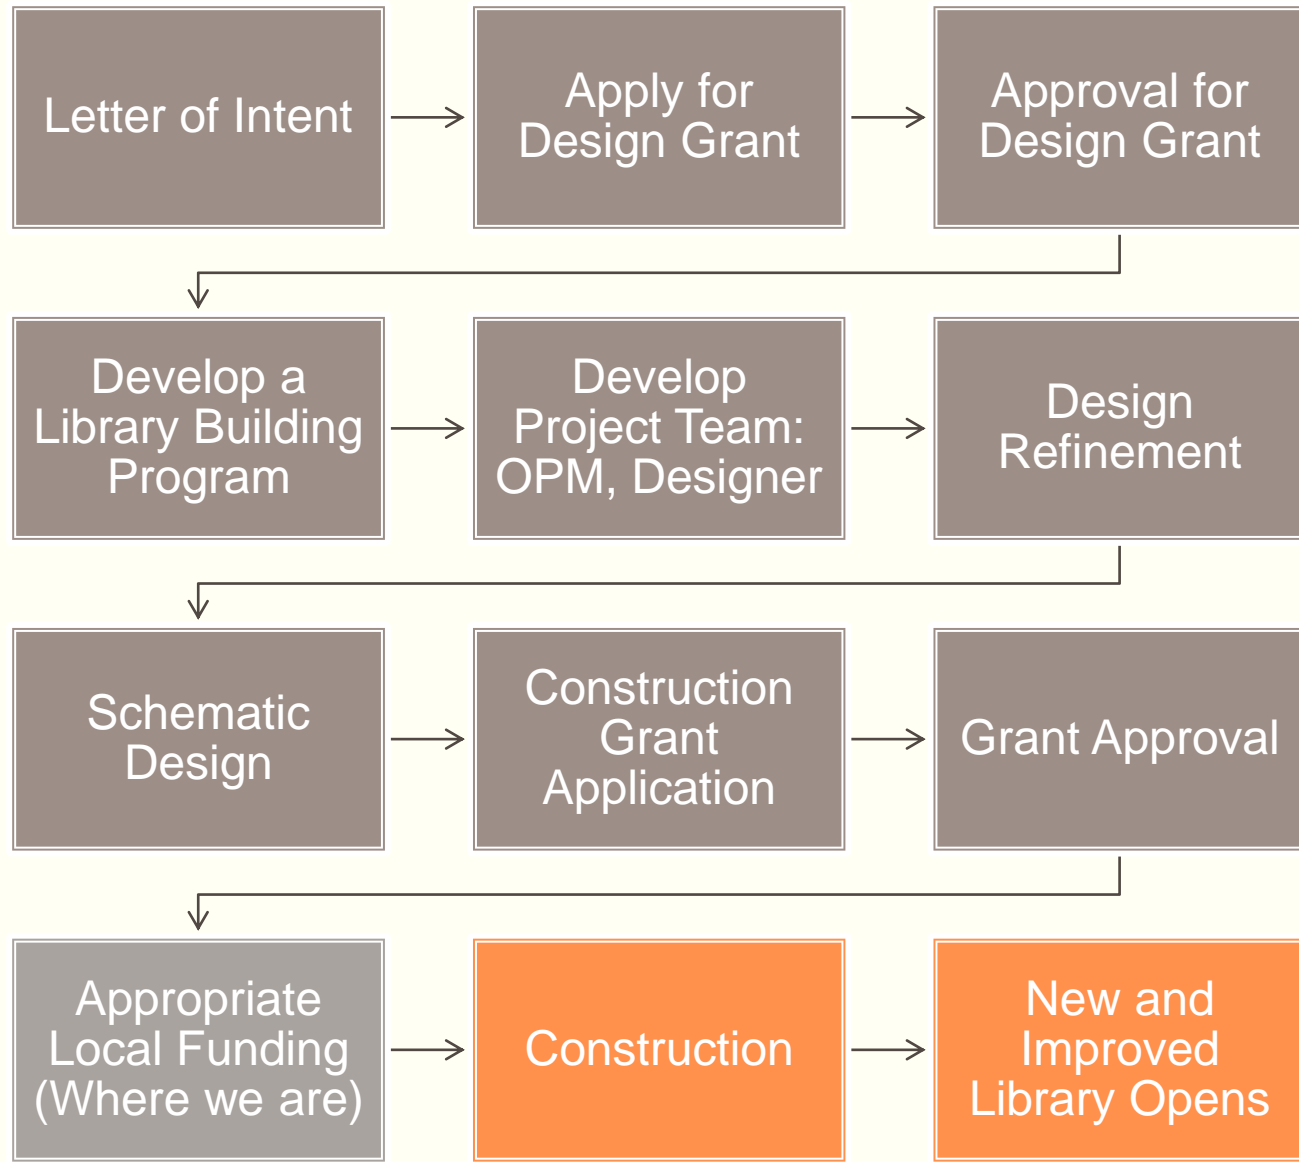 Letter of Intent
Apply for
Design Grant
Approval for
Design Grant
Develop a
Library Building
Program
Develop
Project Team:
OPM, Designer
Design
Refinement
Schematic
Design
Construction
Grant
Application
Grant Approval
Appropriate
Local Funding
(Where we are)
Construction
New and
Improved
Library Opens